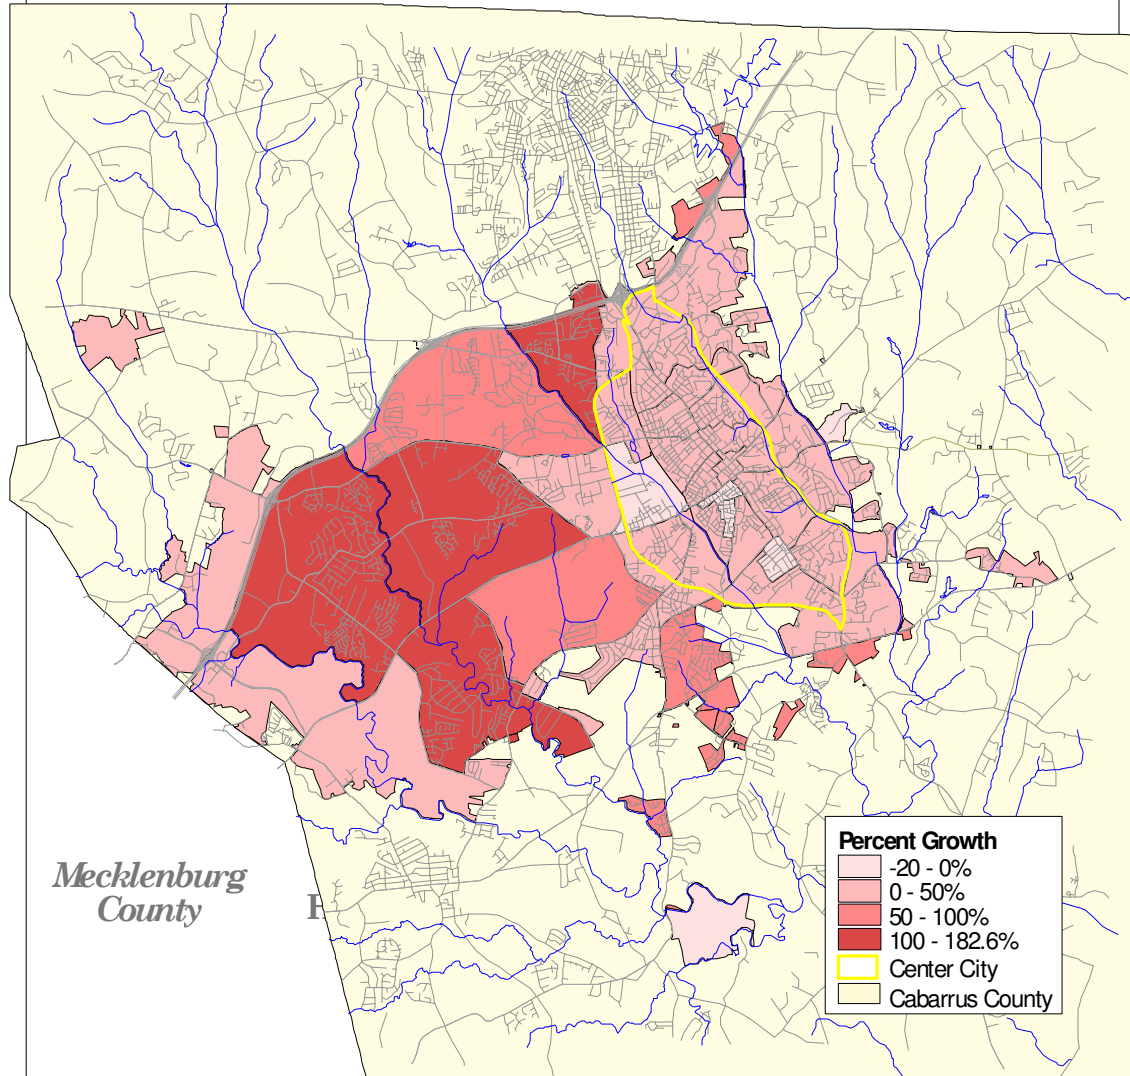 Mecklenburg
County
Percent Growth
-20 - 0%
0 - 50%
50 - 100%
100 - 182.6%
Center City
Cabarrus County